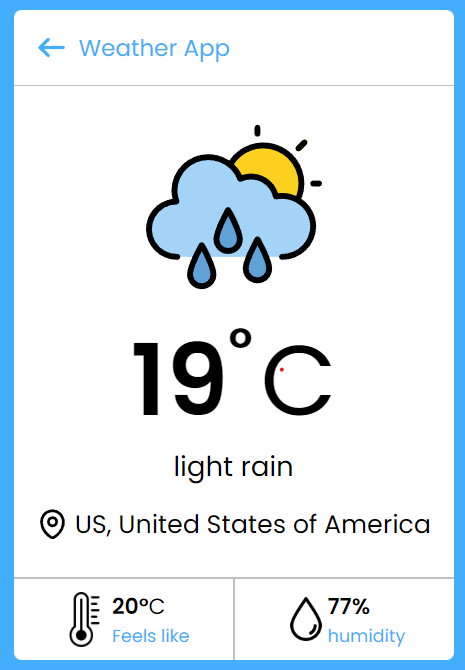 Weather App
19°C
light rain
US, United States of America
20°C
Feels like
77%
humidity